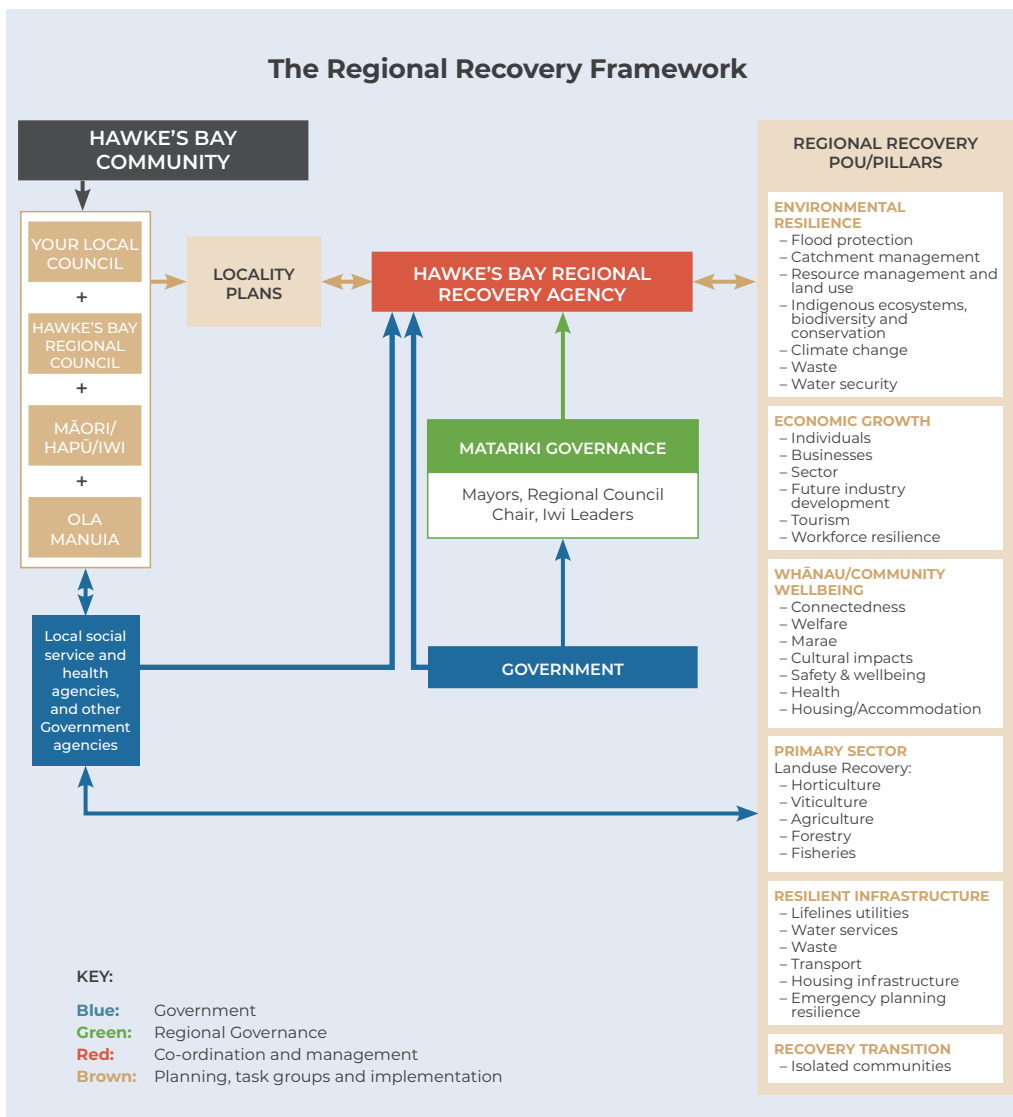 The Regional Recovery Framework
HAWKE'S BAY
COMMUNITY
YOUR LOCAL
COUNCIL
+
HAWKE'S BAY
REGIONAL
COUNCIL
+
MĀORI/
HAPŪ/IWI
+
OLA
MANUIA
Local social
service and
health
agencies,
and other
Government
agencies
LOCALITY
PLANS
HAWKE'S BAY REGIONAL
RECOVERY AGENCY
MATARIKI GOVERNANCE
Mayors, Regional Council
Chair, Iwi Leaders
GOVERNMENT
REGIONAL RECOVERY
POU/PILLARS
ENVIRONMENTAL
RESILIENCE
– Flood protection
– Catchment management
– Resource management and
land use
– Indigenous ecosystems,
biodiversity and
conservation
– Climate change
– Waste
– Water security
ECONOMIC GROWTH
– Individuals
– Businesses
– Sector
– Future industry
development
– Tourism
– Workforce resilience
WHĀNAU/COMMUNITY
WELLBEING
– Connectedness
– Welfare
– Marae
– Cultural impacts
– Safety & wellbeing
– Health
– Housing/Accommodation
PRIMARY SECTOR
Landuse Recovery:
– Horticulture
– Viticulture
– Agriculture
– Forestry
– Fisheries
RESILIENT INFRASTRUCTURE
– Lifelines utilities
– Water services
– Waste
– Transport
– Housing infrastructure
– Emergency planning
resilience
RECOVERY TRANSITION
– Isolated communities
KEY:
Blue: Government
Green: Regional Governance
Red: Co-ordination and management
Brown: Planning, task groups and implementation